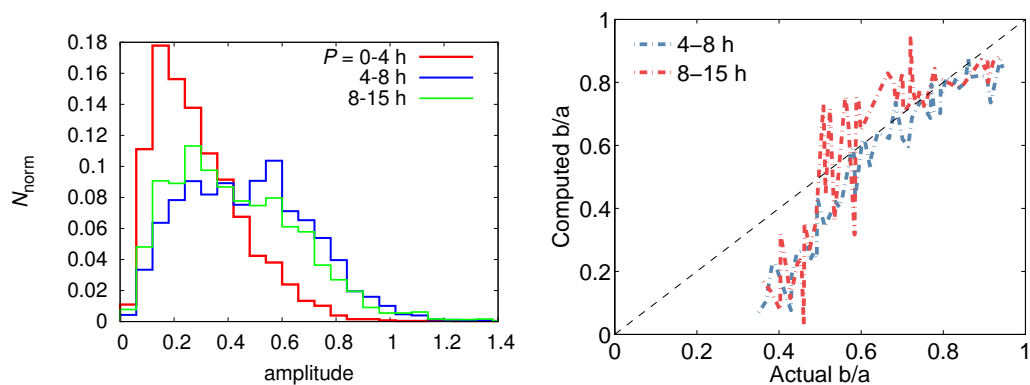 0.18
0.16
0.14
0.12
0.1
0.08
0.06
0.04
0.02
0
N_norm
P = 0-4 h
4-8 h
8-15 h
0 0.2 0.4 0.6 0.8 1 1.2 1.4
amplitude
1
0.8
0.6
0.4
0.2
0
Computed b/a
4–8 h
8–15 h
0 0.2 0.4 0.6 0.8 1
Actual b/a